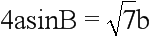 4asinB = √7b